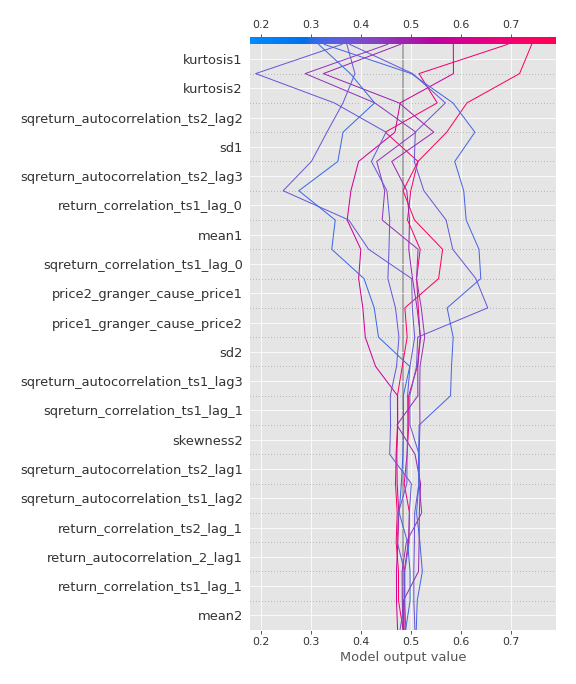 0.2 0.3 0.4 0.5 0.6 0.7
kurtosis1
kurtosis2
sqreturn_autocorrelation_ts2_lag2
sd1
sqreturn_autocorrelation_ts2_lag3
return_correlation_ts1_lag_0
mean1
sqreturn_correlation_ts1_lag_0
price2_granger_cause_price1
price1_granger_cause_price2
sd2
sqreturn_autocorrelation_ts1_lag3
sqreturn_correlation_ts1_lag_1
skewness2
sqreturn_autocorrelation_ts2_lag1
sqreturn_autocorrelation_ts1_lag2
return_correlation_ts2_lag_1
return_autocorrelation_2_lag1
return_correlation_ts1_lag_1
mean2
0.2 0.3 0.4 0.5 0.6 0.7
Model output value